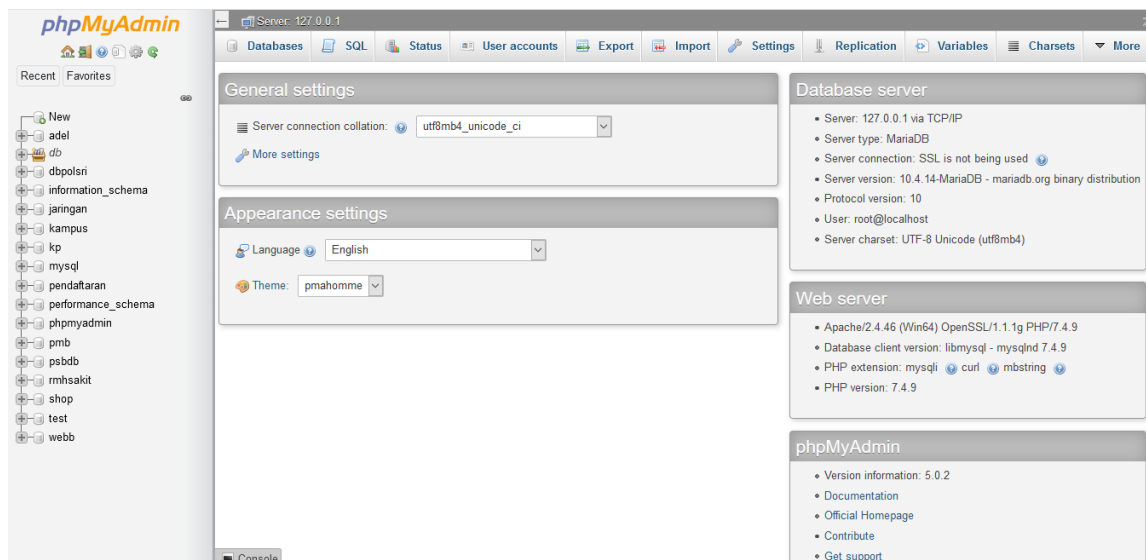 phpMyAdmin
Recent Favorites
New
adel
db
dbpolsri
information_schema
jaringan
kampus
kp
mysql
pendaftaran
performance_schema
phpmyadmin
pmb
psbdb
rmhsakit
shop
test
webb
Server: 127.0.0.1
Databases SQL Status User accounts Export Import Settings Replication Variables Charsets More
General settings
Server connection collation: utf8mb4_unicode_ci
More settings
Appearance settings
Language English
Theme: pmahomme
Console
Database server
Server: 127.0.0.1 via TCP/IP
Server type: MariaDB
Server connection: SSL is not being used
Server version: 10.4.14-MariaDB - mariadb.org binary distribution
Protocol version: 10
User: root@localhost
Server charset: UTF-8 Unicode (utf8mb4)
Web server
Apache/2.4.46 (Win64) OpenSSL/1.1.1g PHP/7.4.9
Database client version: libmysql - mysqlnd 7.4.9
PHP extension: mysqli curl mbstring
PHP version: 7.4.9
phpMyAdmin
Version information: 5.0.2
Documentation
Official Homepage
Contribute
Get support